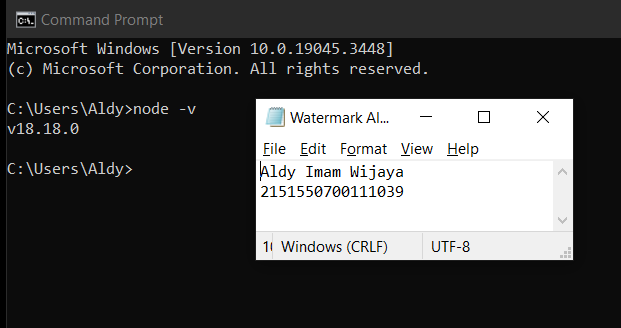 Command Prompt
Microsoft Windows [Version 10.0.19045.3448]
(c) Microsoft Corporation. All rights reserved.
C:\Users\Aldy>node -v
v18.18.0
C:\Users\Aldy>
Watermark Al...
File Edit Format View Help
Aldy Imam Wijaya
2151550700111039
Windows (CRLF) UTF-8